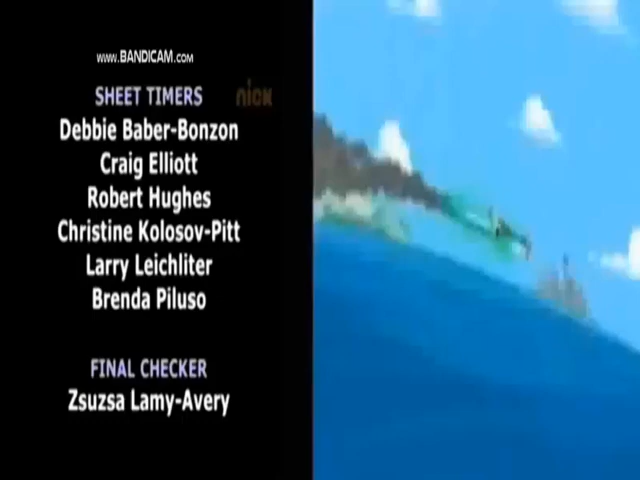 www.BANDICAM.com
SHEET TIMERS
nick
Debbie Baber-Bonzon
Craig Elliott
Robert Hughes
Christine Kolosov-Pitt
Larry Leichliter
Brenda Piluso
FINAL CHECKER
Zsuzsa Lamy-Avery